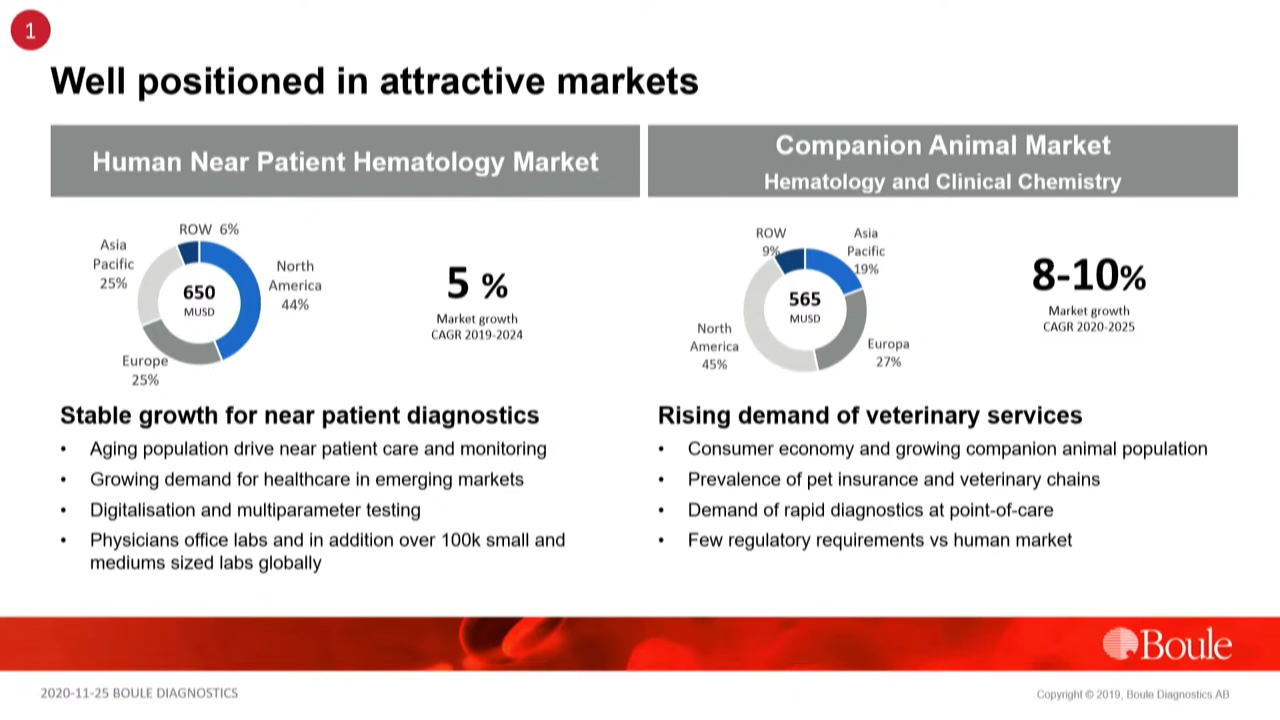 1
Well positioned in attractive markets
Human Near Patient Hematology Market
ROW 6%
Asia
Pacific
25%
North
America
44%
650
MUSD
Europe
25%
5 %
Market growth
CAGR 2019-2024
Stable growth for near patient diagnostics
• Aging population drive near patient care and monitoring
• Growing demand for healthcare in emerging markets
• Digitalisation and multiparameter testing
• Physicians office labs and in addition over 100k small and
mediums sized labs globally
Companion Animal Market
Hematology and Clinical Chemistry
ROW
9%
Asia
Pacific
19%
565
MUSD
North
America
45%
Europa
27%
8-10%
Market growth
CAGR 2020-2025
Rising demand of veterinary services
• Consumer economy and growing companion animal population
• Prevalence of pet insurance and veterinary chains
• Demand of rapid diagnostics at point-of-care
• Few regulatory requirements vs human market
Boule
2020-11-25 BOULE DIAGNOSTICS
Copyright © 2019, Boule Diagnostics AB